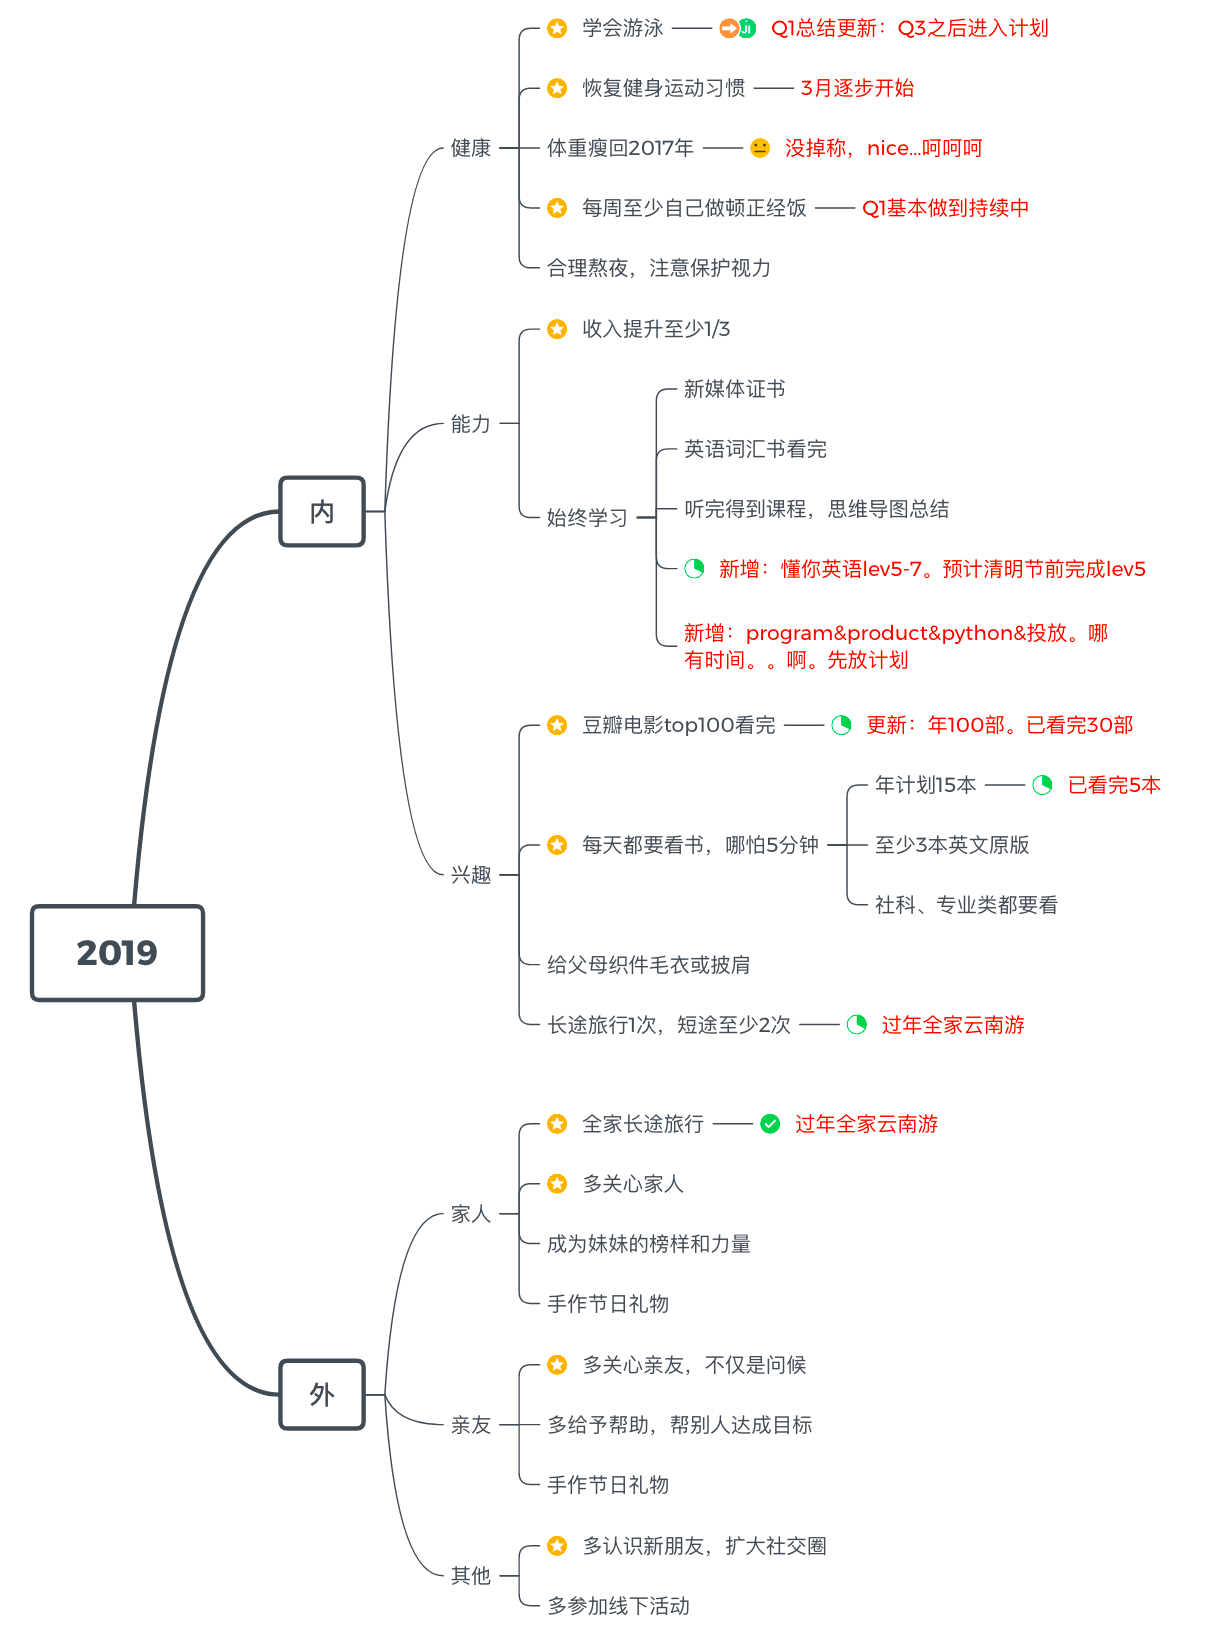 学会游泳
Q1总结更新：Q3之后进入计划
恢复健身运动习惯
3月逐步开始
健康
体重瘦回2017年
没掉称，nice...呵呵呵
每周至少自己做顿正经饭
Q1基本做到持续中
合理熬夜，注意保护视力
收入提升至少1/3
能力
新媒体证书
英语词汇书看完
内
始终学习
听完得到课程，思维导图总结
新增：懂你英语lev5-7。预计清明节前完成lev5
新增：program&product&python&投放。哪
有时间。。啊。先放计划
豆瓣电影top100看完
更新：年100部。已看完30部
年计划15本
已看完5本
每天都要看书，哪怕5分钟
至少3本英文原版
兴趣
社科、专业类都要看
2019
给父母织件毛衣或披肩
长途旅行1次，短途至少2次
过年全家云南游
全家长途旅行
过年全家云南游
多关心家人
家人
成为妹妹的榜样和力量
手作节日礼物
外
多关心亲友，不仅是问候
亲友
多给予帮助，帮别人达成目标
手作节日礼物
多认识新朋友，扩大社交圈
其他
多参加线下活动